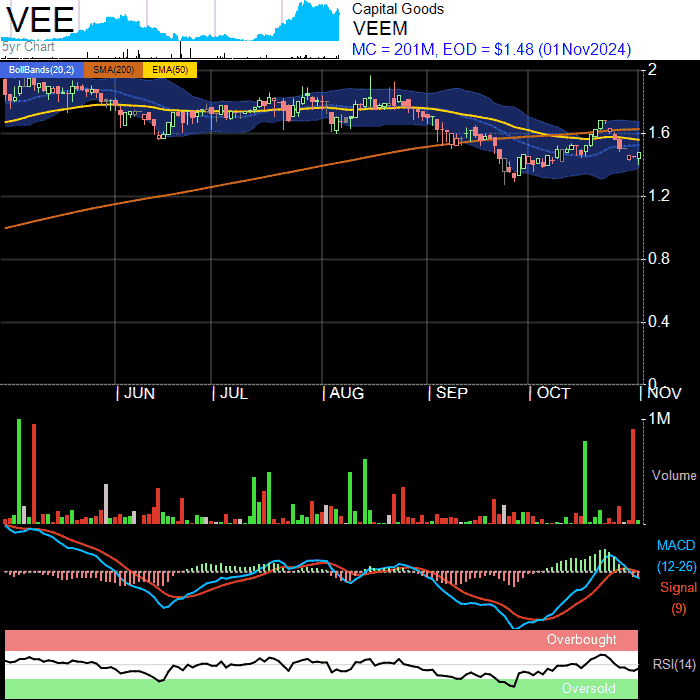 VEE
Capital Goods
VEEM
MC = 201M, EOD = $1.48 (01Nov2024)
5yr Chart
BollBands(20,2) SMA(200) EMA(50)
2
1.6
1.2
0.8
0.4
0
JUN JUL AUG SEP OCT NOV
1M
Volume
MACD
(12-26)
Signal
(9)
Overbought
RSI(14)
Oversold